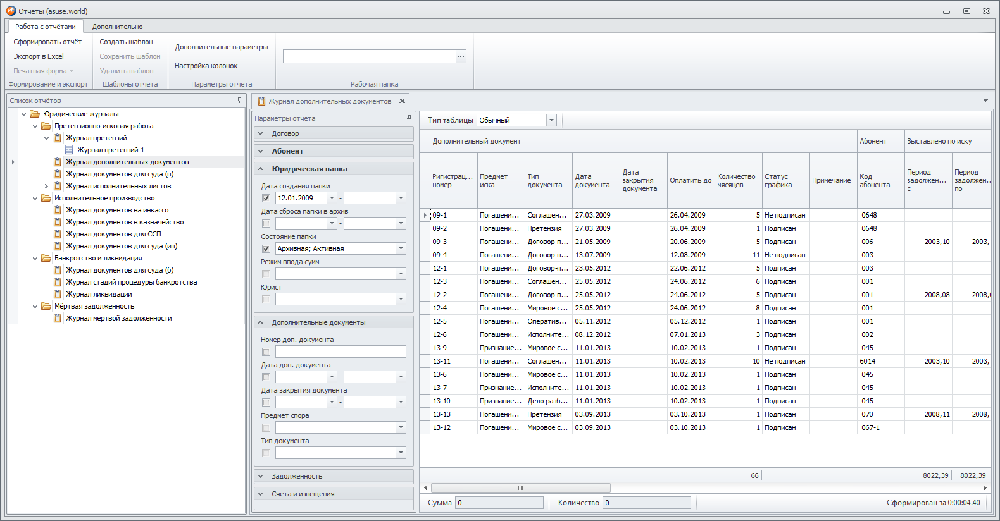 Отчеты (asuse.world)
Работа с отчётами Дополнительно
Сформировать отчёт
Экспорт в Excel
Печатная форма
Формирование и экспорт
Создать шаблон
Сохранить шаблон
Удалить шаблон
Шаблоны отчёта
Дополнительные параметры
Настройка колонок
Параметры отчёта
Рабочая папка
Список отчётов
Юридические журналы
Претензионно-исковая работа
Журнал претензий
Журнал претензий 1
Журнал дополнительных документов
Журнал документов для суда (п)
Журнал исполнительных листов
Исполнительное производство
Журнал документов на инкассо
Журнал документов в казначейство
Журнал документов для ССП
Журнал документов для суда (ип)
Банкротство и ликвидация
Журнал документов для суда (б)
Журнал стадий процедуры банкротства
Журнал ликвидации
Мёртвая задолженность
Журнал мёртвой задолженности
Журнал дополнительных документов
Параметры отчёта
Договор
Абонент
Юридическая папка
Дата создания папки
12.01.2009 -
Дата сброса папки в архив
-
Состояние папки
Архивная; Активная
Режим ввода сумм
Юрист
Дополнительные документы
Номер доп. документа
Дата доп. документа
-
Дата закрытия документа
-
Предмет спора
Тип документа
Задолженность
Счета и извещения
Тип таблицы Обычный
Дополнительный документ Абонент Выставлено по иску
Ригистрац... номер Предмет иска Тип документа Дата документа Дата закрытия документа Оплатить до Количество мясяцев Статус графика Примечание Код абонента Период задолжен... с Период задолжен... по
09-1 Погашени... Соглашен... 27.03.2009 26.04.2009 5 Не подписан 0648
09-2 Погашени... Претензия 27.03.2009 26.04.2009 1 Подписан 0648
09-3 Погашени... Договор-п... 21.05.2009 20.06.2009 5 Подписан 006 2003,10 2003,
09-4 Погашени... Договор-п... 13.07.2009 12.08.2009 11 Не подписан 003
12-1 Погашени... Договор-п... 23.05.2012 22.06.2012 5 Подписан 003
12-3 Погашени... Соглашен... 25.05.2012 24.06.2012 6 Подписан 001
12-2 Погашени... Договор-п... 25.05.2012 24.06.2012 5 Подписан 001 2008,08 2008,
12-4 Погашени... Мировое с... 25.05.2012 24.06.2012 8 Подписан 001
12-5 Погашени... Оператив... 05.11.2012 05.12.2012 1 Подписан 001
12-6 Погашени... Исполните... 08.12.2012 07.01.2013 3 Подписан 002
13-9 Признание... Мировое с... 11.01.2013 10.02.2013 1 Подписан 045
13-11 Погашени... Соглашен... 11.01.2013 10.02.2013 10 Не подписан 6014 2003,10 2003,
13-6 Погашени... Мировое с... 11.01.2013 10.02.2013 1 Подписан 045
13-7 Признание... Исполните... 11.01.2013 10.02.2013 1 Подписан 045
13-10 Признание... Дело разб... 11.01.2013 10.02.2013 1 Подписан 045
13-13 Погашени... Претензия 03.09.2013 03.10.2013 1 Подписан 070 2008,11 2008,
13-12 Погашени... Мировое с... 03.09.2013 03.10.2013 1 Подписан 067-1
66 8022,39 8022,39
Сумма 0 Количество 0 Сформирован за 0:00:04.40